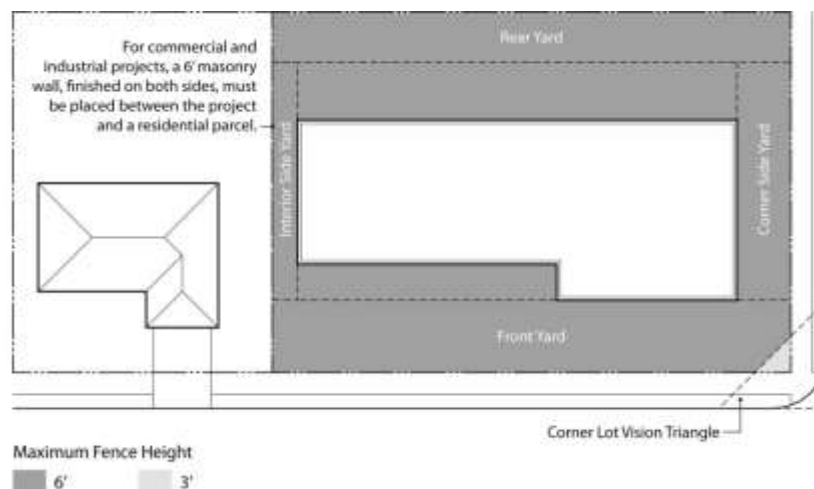 Rear Yard
For commercial and
industrial projects, a 6' masonry
wall, finished on both sides, must
be placed between the project
and a residential parcel.
Interior Side Yard
Corner Side Yard
Front Yard
Corner Lot Vision Triangle
Maximum Fence Height
6' 3'